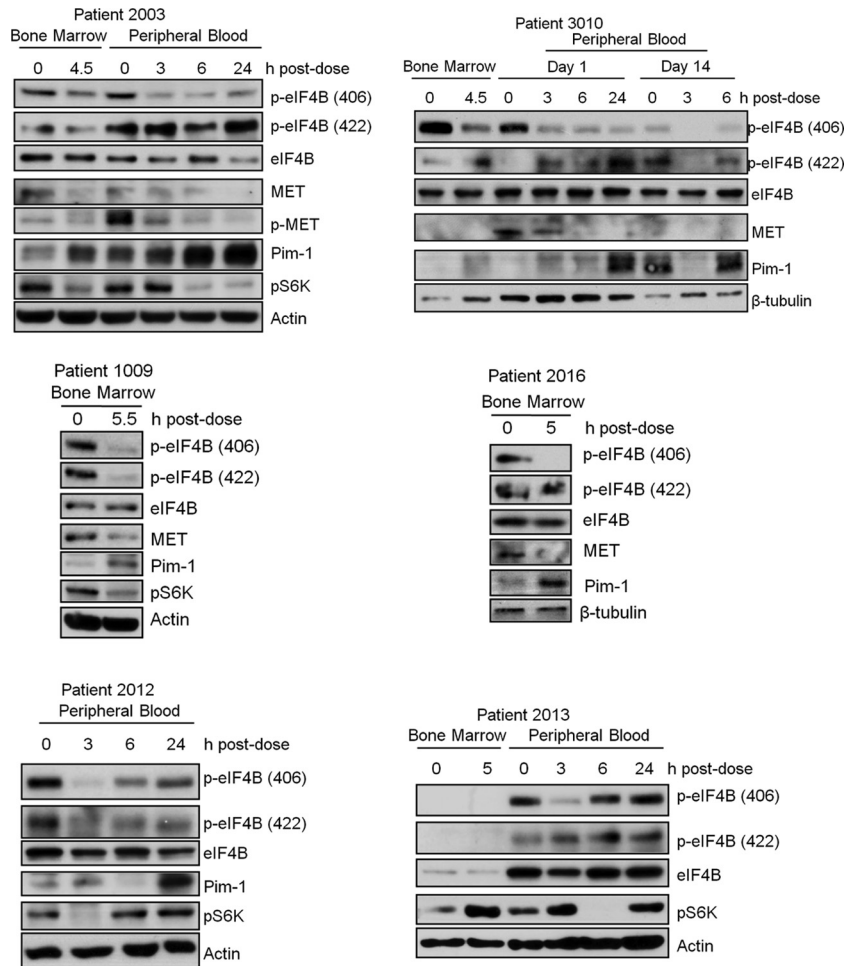 Patient 2003
Bone Marrow Peripheral Blood
0 4.5 0 3 6 24 h post-dose
p-eIF4B (406)
p-eIF4B (422)
eIF4B
MET
p-MET
Pim-1
pS6K
Actin
Patient 3010
Peripheral Blood
Bone Marrow Day 1 Day 14
0 4.5 0 3 6 24 0 3 6 h post-dose
p-eIF4B (406)
p-eIF4B (422)
eIF4B
MET
Pim-1
β-tubulin
Patient 1009
Bone Marrow
0 5.5 h post-dose
p-eIF4B (406)
p-eIF4B (422)
eIF4B
MET
Pim-1
pS6K
Actin
Patient 2016
Bone Marrow
0 5 h post-dose
p-eIF4B (406)
p-eIF4B (422)
eIF4B
MET
Pim-1
β-tubulin
Patient 2012
Peripheral Blood
0 3 6 24 h post-dose
p-eIF4B (406)
p-eIF4B (422)
eIF4B
Pim-1
pS6K
Actin
Patient 2013
Bone Marrow Peripheral Blood
0 5 0 3 6 24 h post-dose
p-eIF4B (406)
p-eIF4B (422)
eIF4B
pS6K
Actin